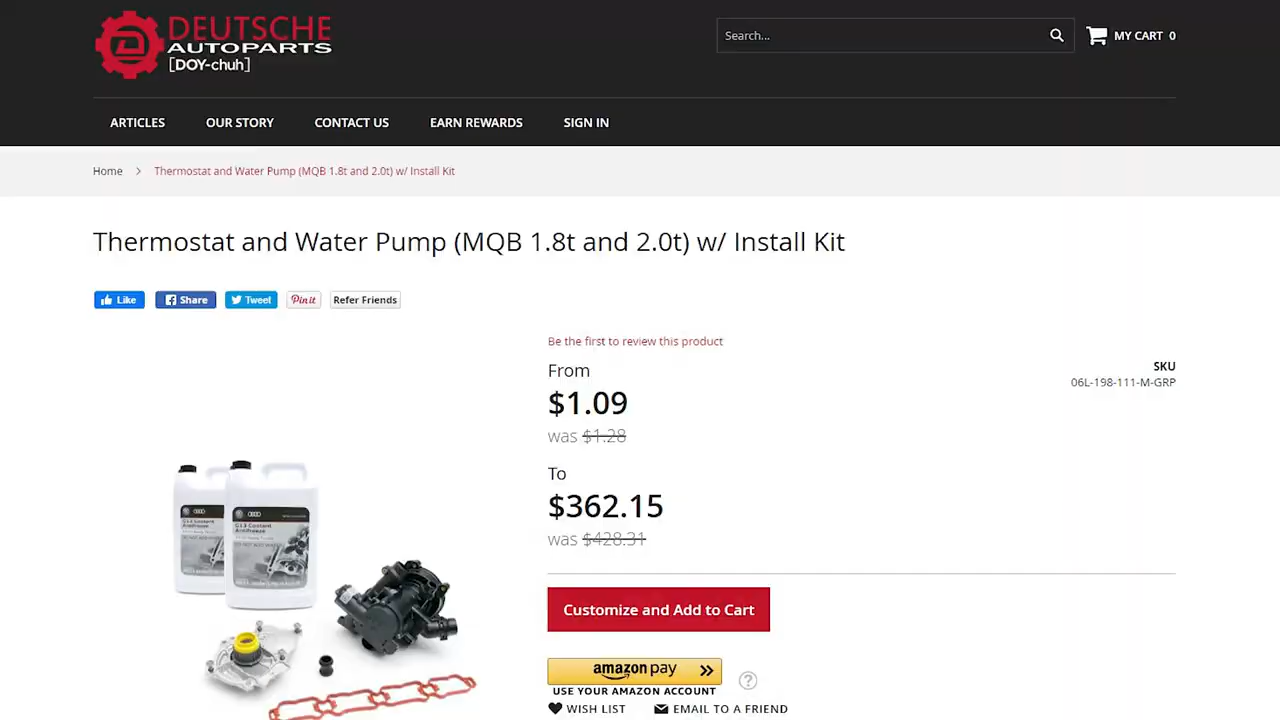 DEUTSCHE
AUTOPARTS
[DOY-chuh]
Search...
MY CART 0
ARTICLES OUR STORY CONTACT US EARN REWARDS SIGN IN
Home > Thermostat and Water Pump (MQB 1.8t and 2.0t) w/ Install Kit
Thermostat and Water Pump (MQB 1.8t and 2.0t) w/ Install Kit
Like Share Tweet Pin it Refer Friends
Be the first to review this product
From
$1.09
was $1.28
To
$362.15
was $428.31
SKU
06L-198-111-M-GRP
Customize and Add to Cart
amazon pay
USE YOUR AMAZON ACCOUNT
?
WISH LIST EMAIL TO A FRIEND
G13 Coolant
Antifreeze